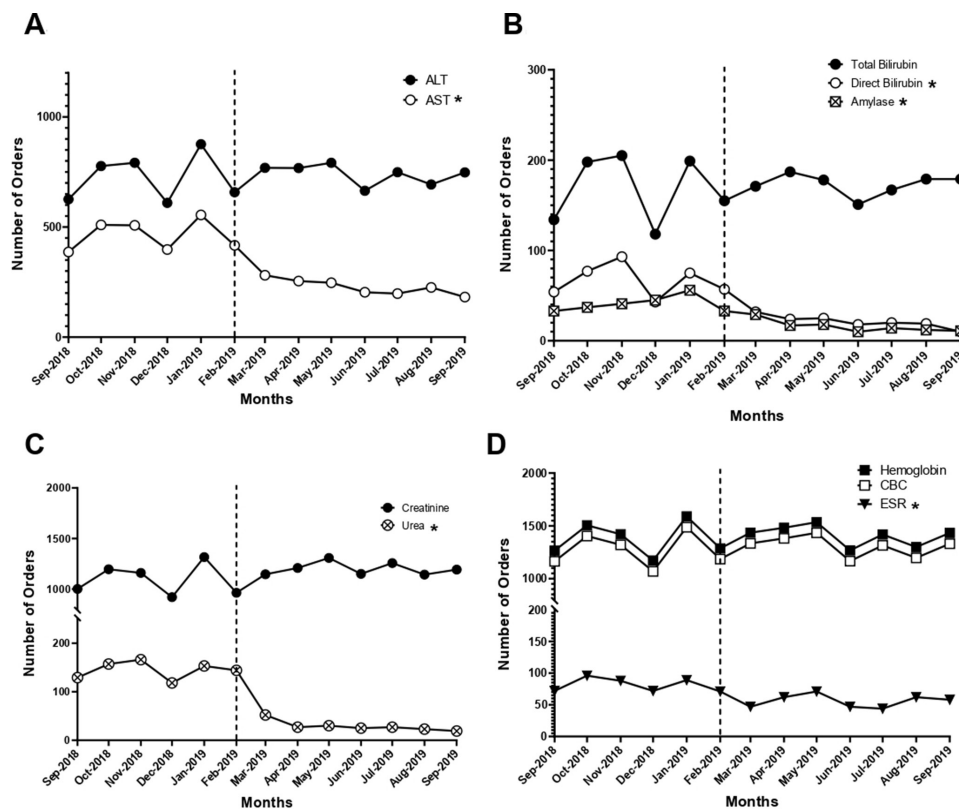 A
ALT
AST *
1000
500
0
Number of Orders
Sep-2018
Oct-2018
Nov-2018
Dec-2018
Jan-2019
Feb-2019
Mar-2019
Apr-2019
May-2019
Jun-2019
Jul-2019
Aug-2019
Sep-2019
Months
B
Total Bilirubin
Direct Bilirubin *
Amylase *
300
200
100
0
Number of Orders
Sep-2018
Oct-2018
Nov-2018
Dec-2018
Jan-2019
Feb-2019
Mar-2019
Apr-2019
May-2019
Jun-2019
Jul-2019
Aug-2019
Sep-2019
Months
C
Creatinine
Urea *
2000
1500
1000
200
100
0
Number of Orders
Sep-2018
Oct-2018
Nov-2018
Dec-2018
Jan-2019
Feb-2019
Mar-2019
Apr-2019
May-2019
Jun-2019
Jul-2019
Aug-2019
Sep-2019
Months
D
Hemoglobin
CBC
ESR *
2000
1500
1000
200
150
100
50
0
Number of Orders
Sep-2018
Oct-2018
Nov-2018
Dec-2018
Jan-2019
Feb-2019
Mar-2019
Apr-2019
May-2019
Jun-2019
Jul-2019
Aug-2019
Sep-2019
Months